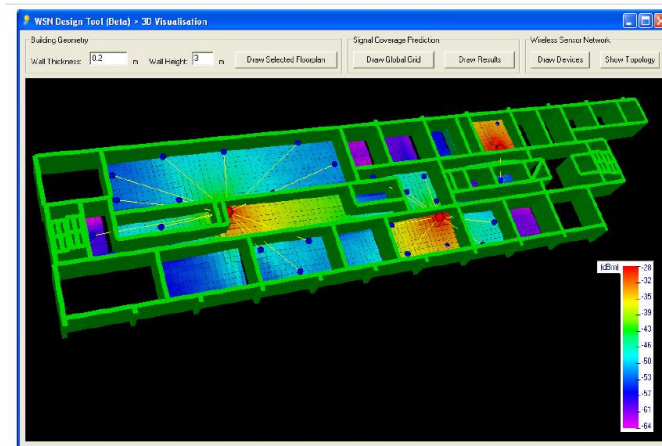 WSN Design Tool (Beta) > 3D Visualisation
Building Geometry
Wall Thickness: 0.2 m Wall Height: 3 m Draw Selected Floorplan
Signal Coverage Prediction
Draw Global Grid Draw Results
Wireless Sensor Network
Draw Devices Show Topology
(dBm)
-28
-32
-35
-39
-43
-46
-50
-53
-57
-61
-64